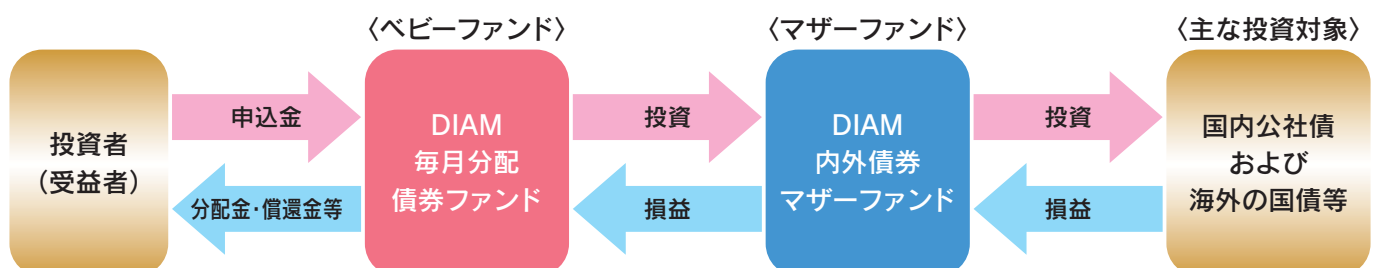 〈ベビーファンド〉
〈マザーファンド〉
〈主な投資対象〉
投資者
（受益者）
申込金
分配金・償還金等
DIAM
毎月分配
債券ファンド
投資
損益
DIAM
内外債券
マザーファンド
投資
損益
国内公社債
および
海外の国債等